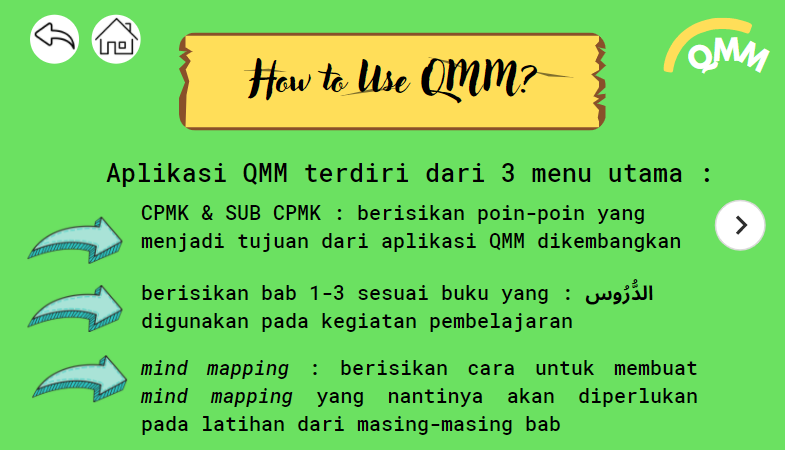 QMM
How to Use QMM?
Aplikasi QMM terdiri dari 3 menu utama :
CPMK & SUB CPMK : berisikan poin-poin yang
menjadi tujuan dari aplikasi QMM dikembangkan
berisikan bab 1-3 sesuai buku yang : الدُّرُوس
digunakan pada kegiatan pembelajaran
mind mapping : berisikan cara untuk membuat
mind mapping yang nantinya akan diperlukan
pada latihan dari masing-masing bab